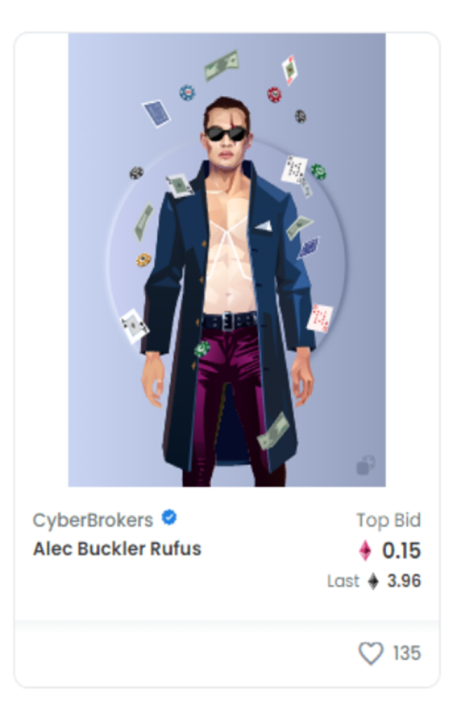 CyberBrokers
Top Bid
Alec Buckler Rufus
0.15
Last 3.96
135